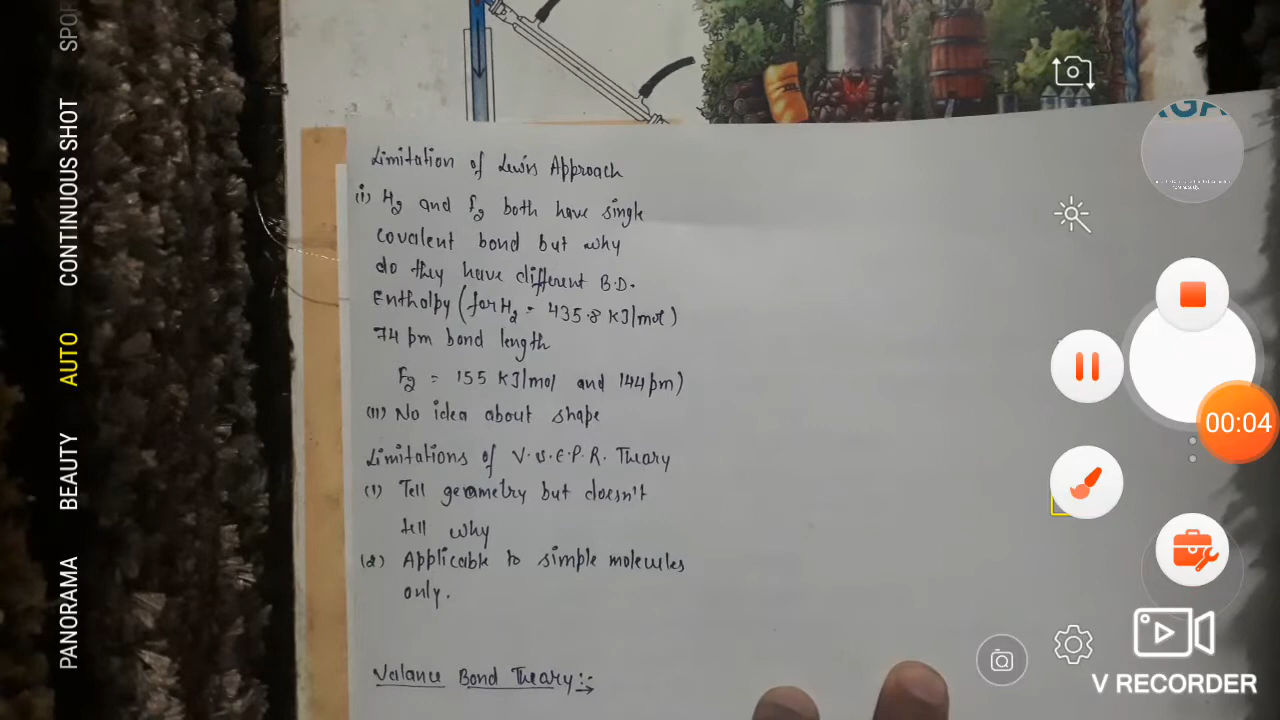 Limitation of Lewis Approach
(i) H2 and F2 both have single
covalent bond but why
do they have different B.D.
Enthalpy (for H2 = 435.8 KJ/mol)
74 pm bond length
F2 = 155 KJ/mol and 144 pm)
(II) No idea about shape
Limitations of V.S.E.P.R. Theory
(1) Tell geometry but doesn't
tell why
(2) Applicable to simple molecules
only.
Valance Bond Theory:-
PANORAMA BEAUTY AUTO CONTINUOUS SHOT SPOR
00:04
V RECORDER